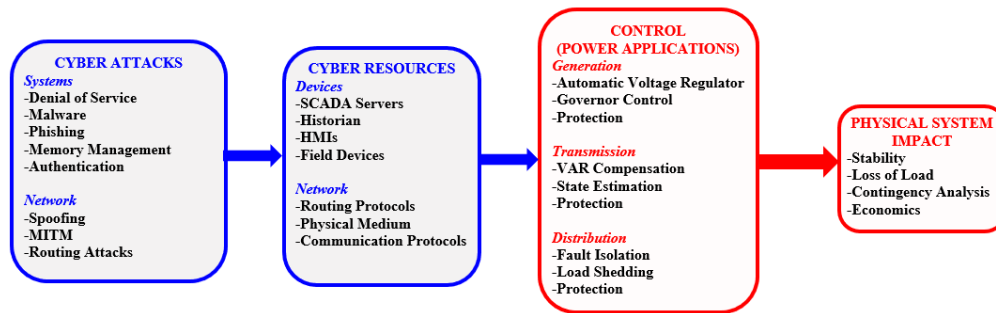 CYBER ATTACKS
Systems
-Denial of Service
-Malware
-Phishing
-Memory Management
-Authentication
Network
-Spoofing
-MITM
-Routing Attacks
CYBER RESOURCES
Devices
-SCADA Servers
-Historian
-HMIs
-Field Devices
Network
-Routing Protocols
-Physical Medium
-Communication Protocols
CONTROL
(POWER APPLICATIONS)
Generation
-Automatic Voltage Regulator
-Governor Control
-Protection
Transmission
-VAR Compensation
-State Estimation
-Protection
Distribution
-Fault Isolation
-Load Shedding
-Protection
PHYSICAL SYSTEM
IMPACT
-Stability
-Loss of Load
-Contingency Analysis
-Economics